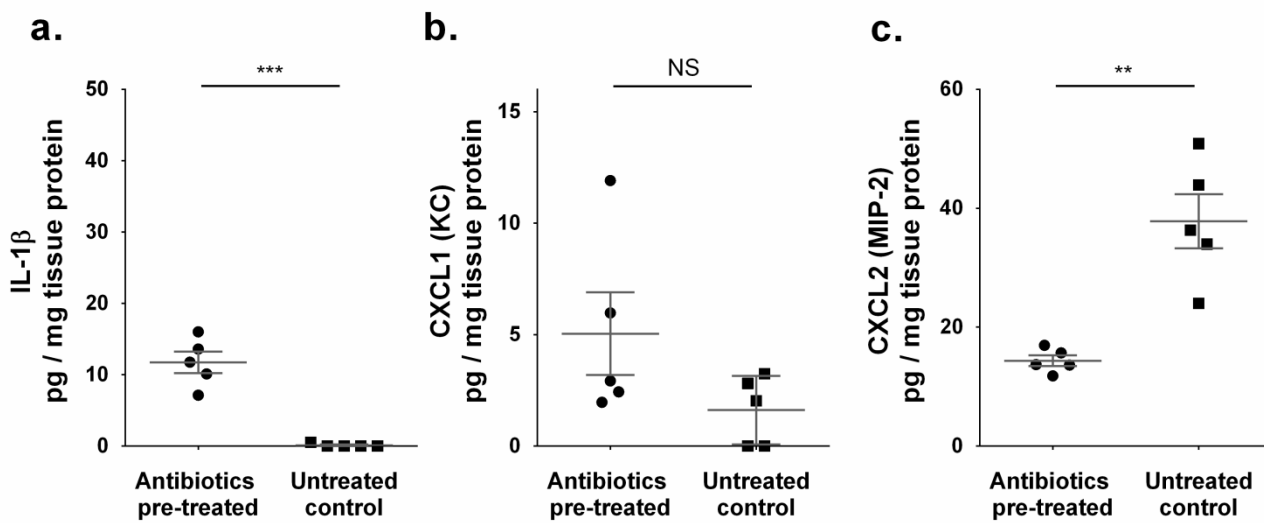 a.
***
50
40
30
20
10
0
IL-1β
pg / mg tissue protein
Antibiotics
pre-treated
Untreated
control
b.
NS
15
10
5
0
CXCL1 (KC)
pg / mg tissue protein
Antibiotics
pre-treated
Untreated
control
c.
**
60
40
20
0
CXCL2 (MIP-2)
pg / mg tissue protein
Antibiotics
pre-treated
Untreated
control